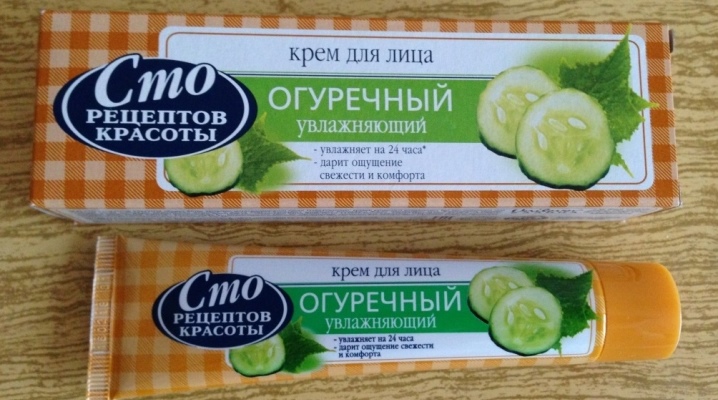 Сто
РЕЦЕПТОВ
КРАСОТЫ
крем для лица
ОГУРЕЧНЫЙ
увлажняющий
- увлажняет на 24 часа*
- дарит ощущение
свежести и комфорта
Сто
РЕЦЕПТОВ
КРАСОТЫ
крем для лица
ОГУРЕЧНЫЙ
увлажняющий
- увлажняет на 24 часа
- дарит ощущение свежести
и комфорта